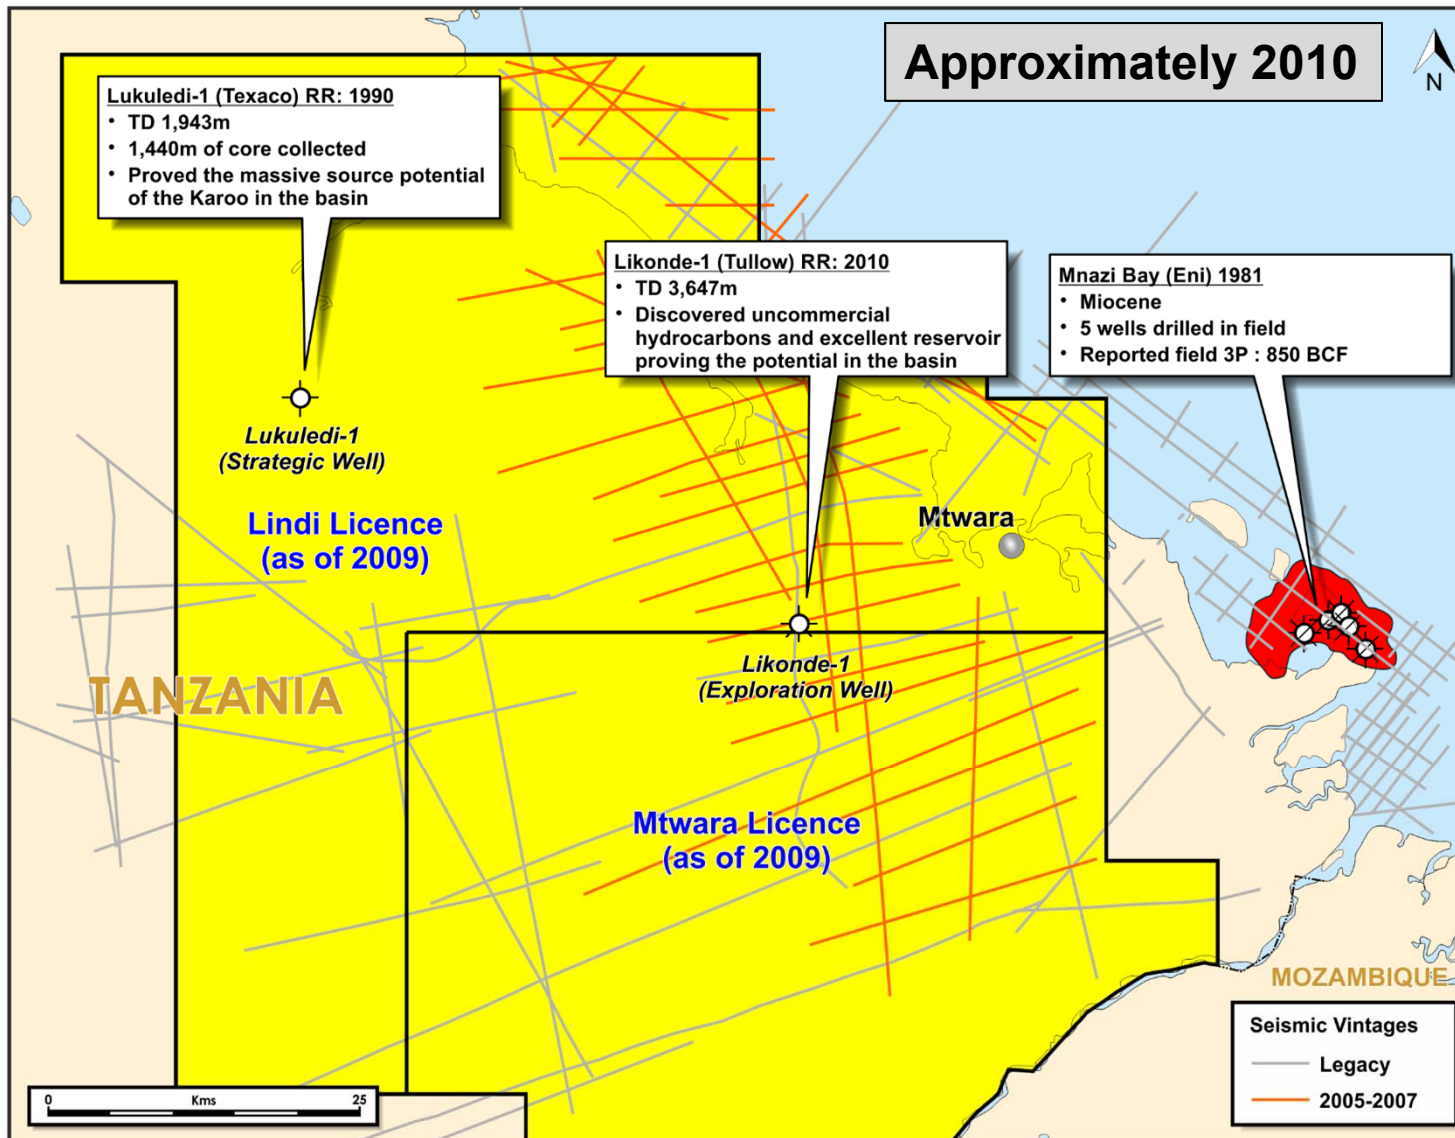 Approximately 2010
N
Lukuledi-1 (Texaco) RR: 1990
• TD 1,943m
• 1,440m of core collected
• Proved the massive source potential
of the Karoo in the basin
Likonde-1 (Tullow) RR: 2010
• TD 3,647m
• Discovered uncommercial
hydrocarbons and excellent reservoir
proving the potential in the basin
Mnazi Bay (Eni) 1981
• Miocene
• 5 wells drilled in field
• Reported field 3P : 850 BCF
Lukuledi-1
(Strategic Well)
Lindi Licence
(as of 2009)
Mtwara
Likonde-1
(Exploration Well)
TANZANIA
Mtwara Licence
(as of 2009)
MOZAMBIQUE
Seismic Vintages
Legacy
2005-2007
0 Kms 25